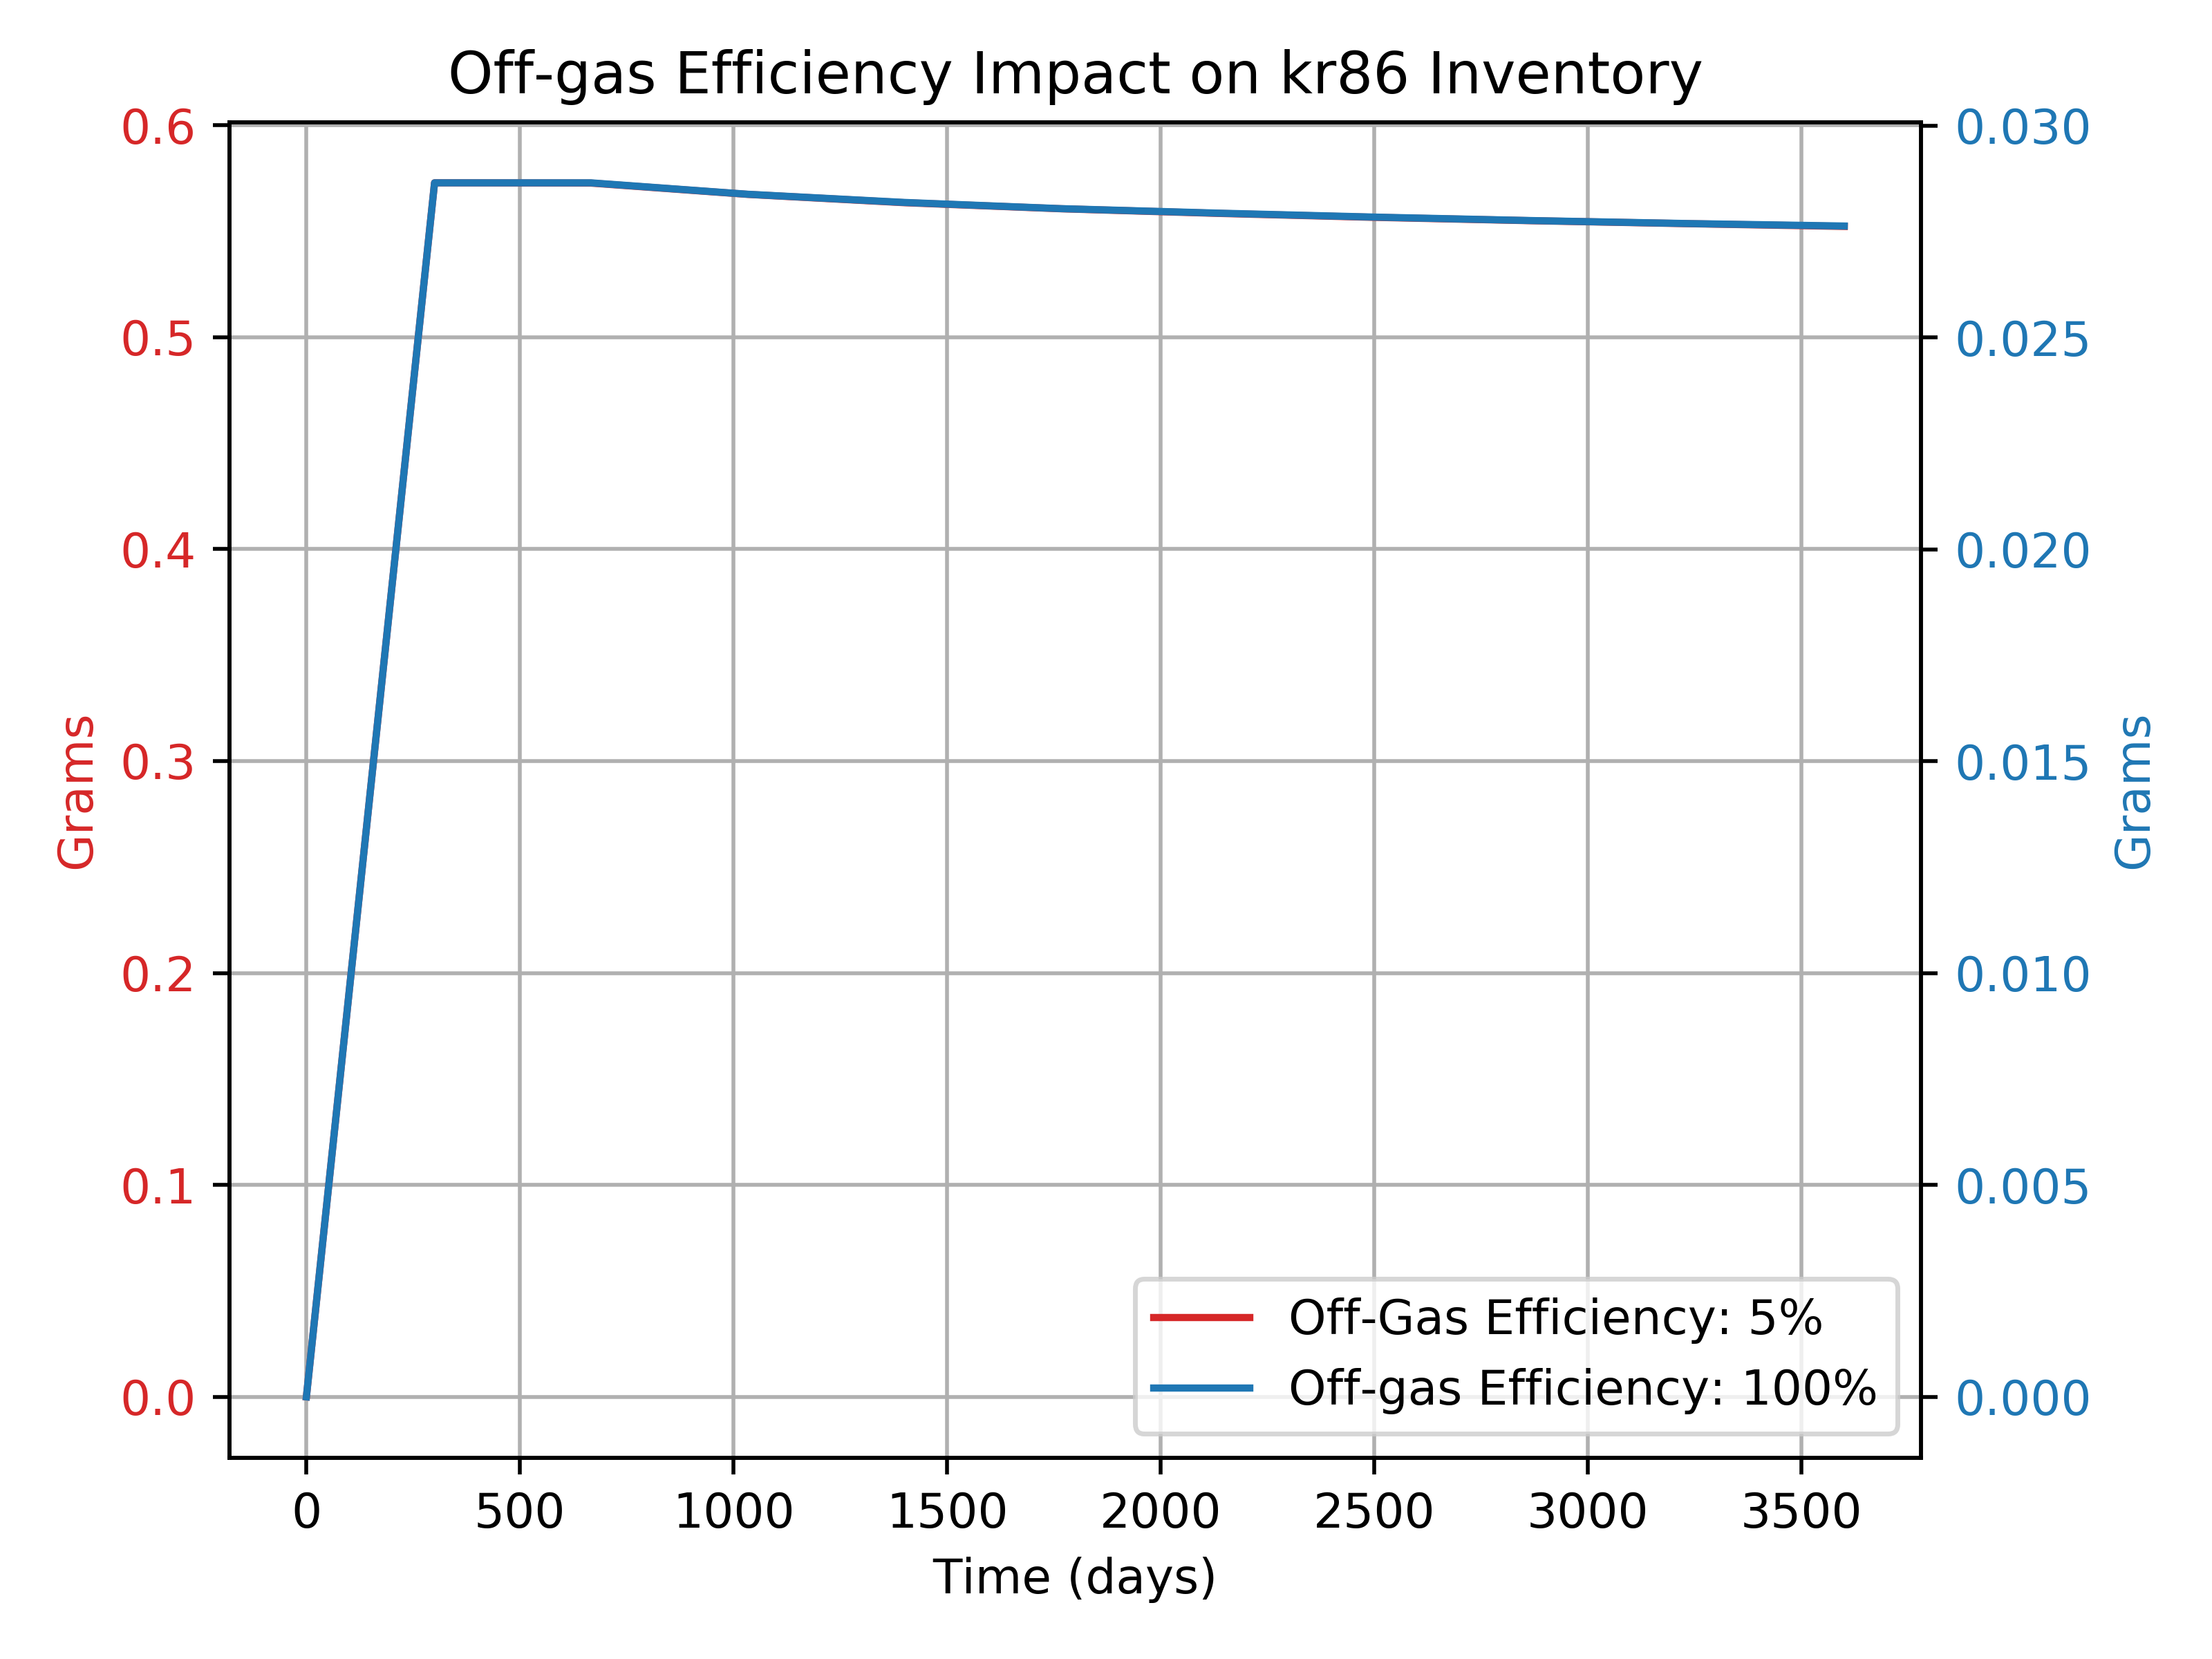 Off-gas Efficiency Impact on kr86 Inventory
0.6
0.5
0.4
0.3
0.2
0.1
0.0
Grams
0.030
0.025
0.020
0.015
0.010
0.005
0.000
Grams
Off-Gas Efficiency: 5%
Off-gas Efficiency: 100%
0 500 1000 1500 2000 2500 3000 3500
Time (days)